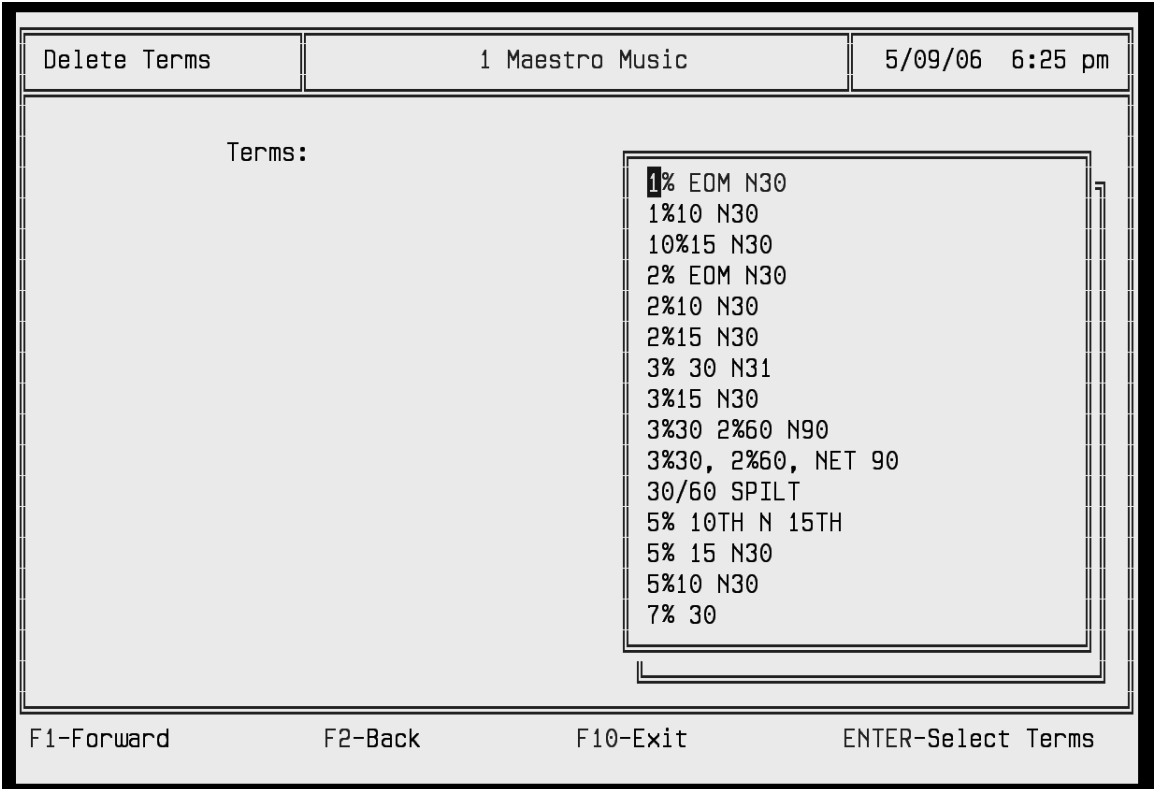 Delete Terms 1 Maestro Music 5/09/06 6:25 pm
Terms:
1% EOM N30
1%10 N30
10%15 N30
2% EOM N30
2%10 N30
2%15 N30
3% 30 N31
3%15 N30
3%30 2%60 N90
3%30, 2%60, NET 90
30/60 SPILT
5% 10TH N 15TH
5% 15 N30
5%10 N30
7% 30
F1-Forward F2-Back F10-Exit ENTER-Select Terms